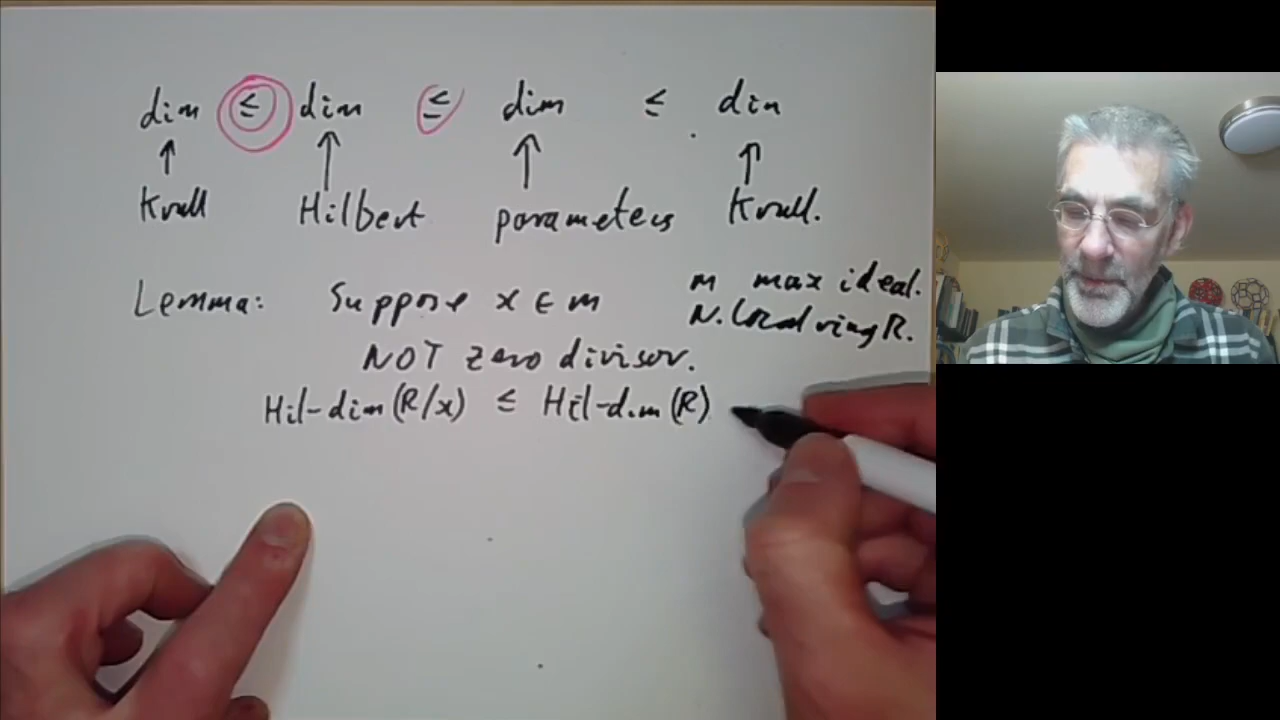 dim ≤ dim ≤ dim ≤ dim
↑ ↑ ↑ ↑
Krull Hilbert parameters Krull.
Lemma: Suppose x ∈ m m max ideal.
NOT zero divisor. N. Local ring R.
Hil-dim(R/x) ≤ Hil-dim(R)